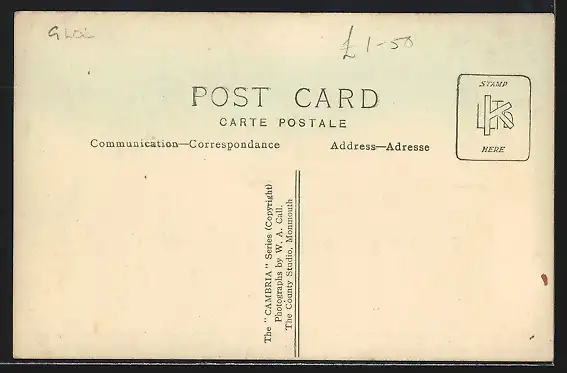 £1-50
POST CARD
CARTE POSTALE
Communication—Correspondance
Address—Adresse
STAMP
HERE
The "CAMBRIA" Series (Copyright)
Photographs by W. A. Call,
The County Studio, Monmouth